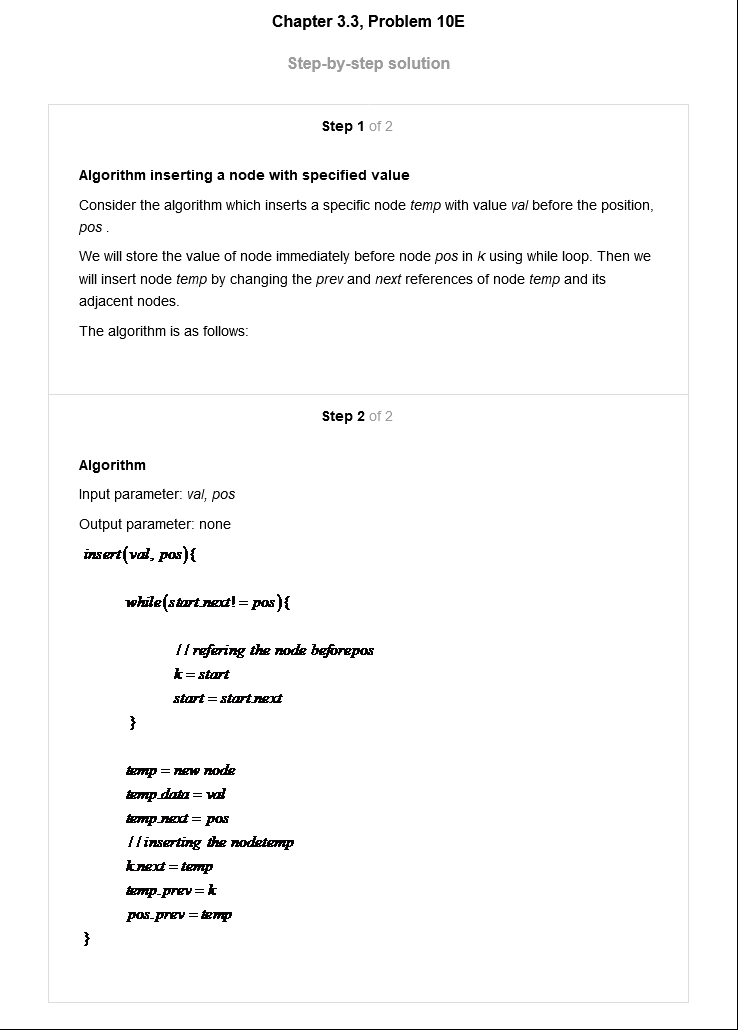 Chapter 3.3, Problem 10E
Step-by-step solution
Step 1 of 2
Algorithm inserting a node with specified value
Consider the algorithm which inserts a specific node temp with value val before the position,
pos .
We will store the value of node immediately before node pos in k using while loop. Then we
will insert node temp by changing the prev and next references of node temp and its
adjacent nodes.
The algorithm is as follows:
Step 2 of 2
Algorithm
Input parameter: val, pos
Output parameter: none
insert(val, pos){
while(start.next! = pos){
// refering the node beforepos
k = start
start = start.next
}
temp = new node
temp.data = val
temp.next = pos
// inserting the nodetemp
k.next = temp
temp.prev = k
pos.prev = temp
}